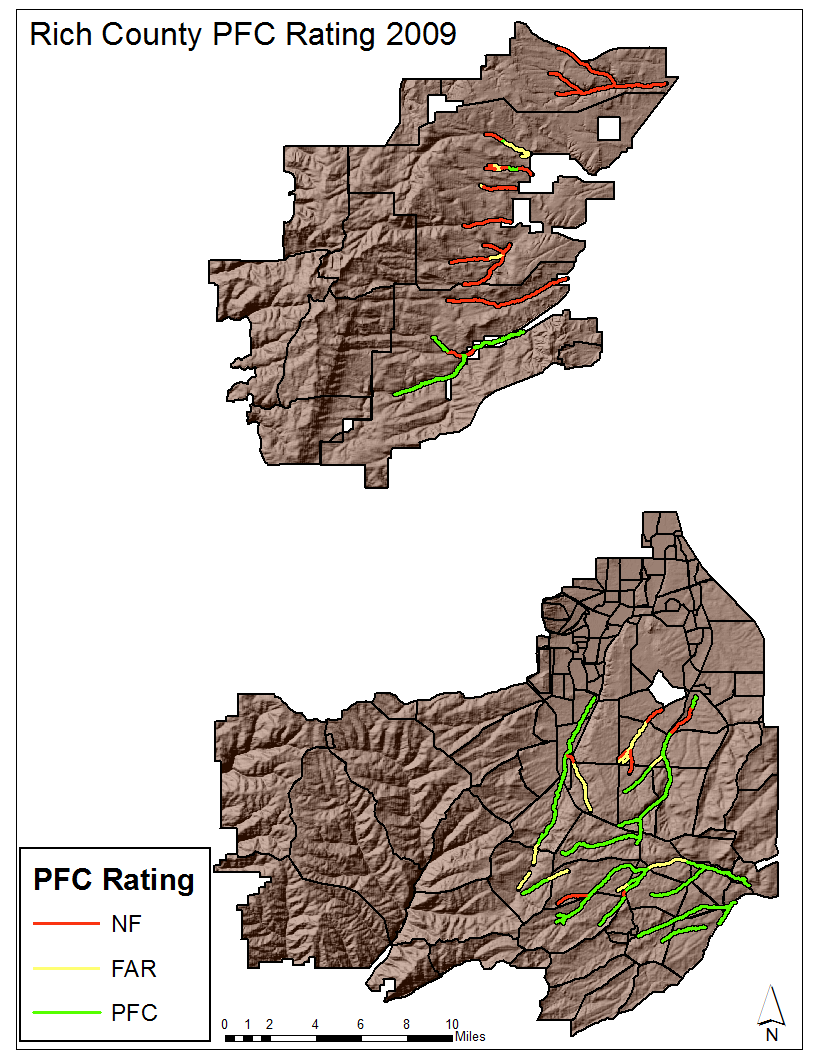 Rich County PFC Rating 2009
PFC Rating
NF
FAR
PFC
0 1 2 4 6 8 10
Miles
N